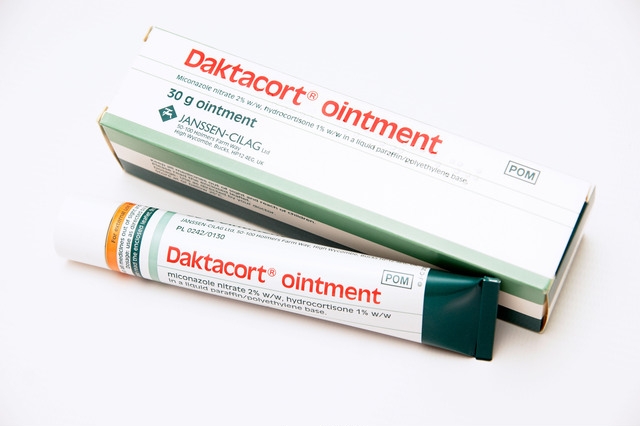 Daktacort® ointment
Miconazole nitrate 2% w/w, hydrocortisone 1% w/w in a liquid paraffin/polyethylene base.
30 g ointment
JANSSEN-CILAG Ltd
50-100 Holmers Farm Way
High Wycombe, Bucks, HP12 4EG, UK
POM
JANSSEN-CILAG Ltd, 50-100 Holmers Farm Way, High Wycombe, Bucks,
PL 0242/0130
Daktacort® ointment
POM
miconazole nitrate 2% w/w, hydrocortisone 1% w/w
in a liquid paraffin/polyethylene base.